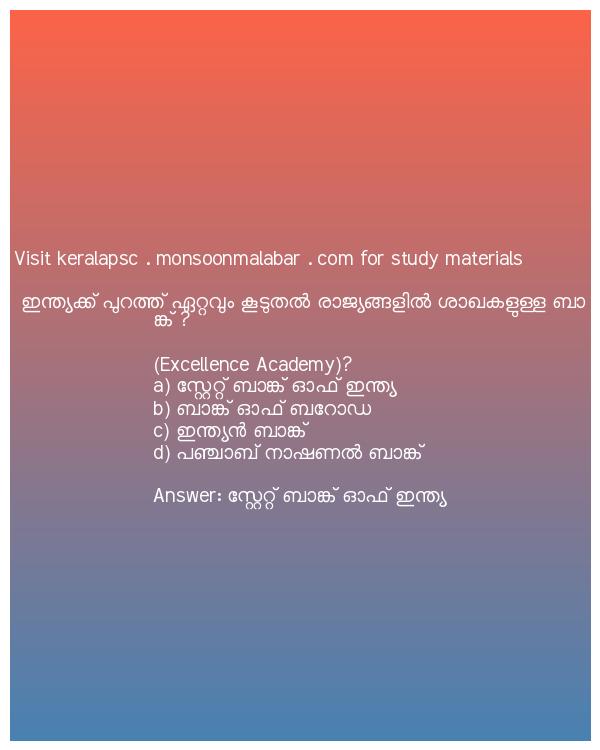 Visit keralapsc . monsoonmalabar . com for study materials
ഇന്ത്യക്ക് പുറത്ത് ഏറ്റവും കൂടുതൽ രാജ്യങ്ങളിൽ ശാഖകളുള്ള ബാ
ങ്ക് ?
(Excellence Academy)?
a) സ്റ്റേറ്റ് ബാങ്ക് ഓഫ് ഇന്ത്യ
b) ബാങ്ക് ഓഫ് ബറോഡ
c) ഇന്ത്യൻ ബാങ്ക്
d) പഞ്ചാബ് നാഷണൽ ബാങ്ക്
Answer: സ്റ്റേറ്റ് ബാങ്ക് ഓഫ് ഇന്ത്യ